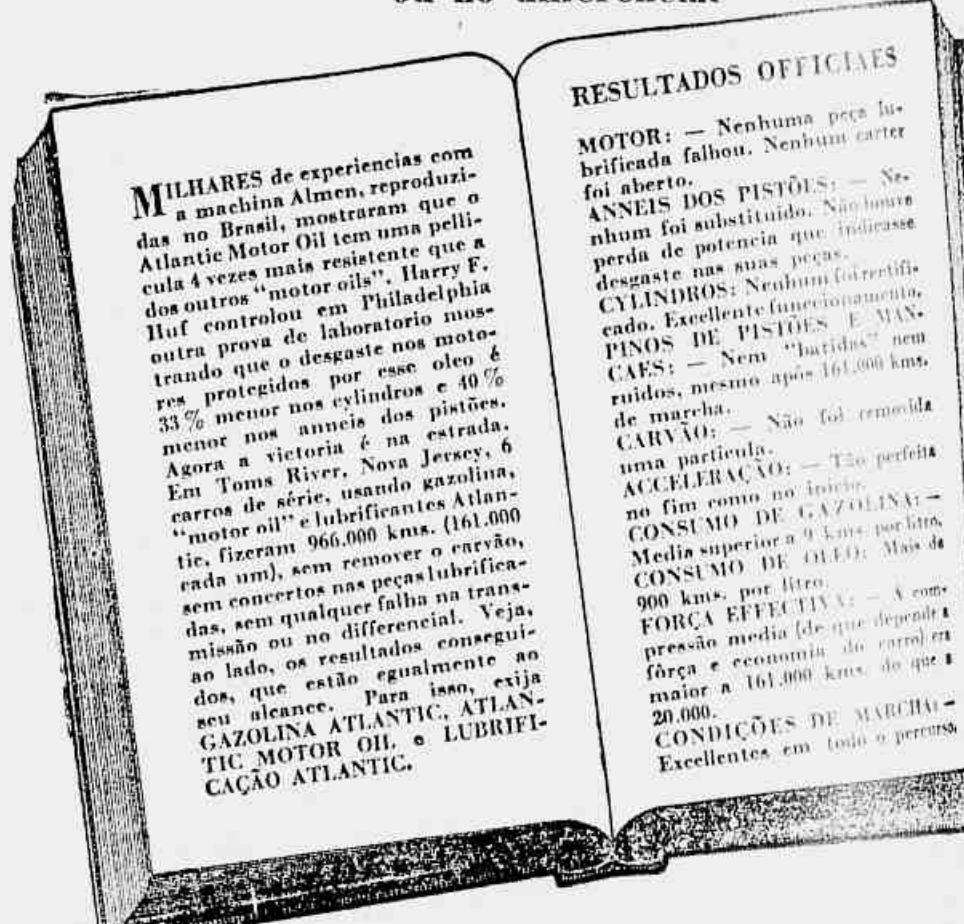 MILHARES de experiencias com
a machina Almen, reproduzi-
das no Brasil, mostraram que o
Atlantic Motor Oil tem uma pelli-
cula 4 vezes mais resistente que a
dos outros "motor oils". Harry F.
Huf controlou em Philadelphia
outra prova de laboratorio mos-
trando que o desgaste nos moto-
res protegidos por esse oleo é
33% menor nos cylindros e 40%
menor nos anneis dos pistões.
Agora a victoria é na estrada.
Em Toms River, Nova Jersey, 6
carros de série, usando gazolina,
"motor oil" e lubrificantes Atlan-
tic, fizeram 966.000 kms. (161.000
cada um), sem remover o carvão,
sem concertos nas peças lubrifica-
das, sem qualquer falha na trans-
missão ou no differencial. Veja,
ao lado, os resultados consegui-
dos, que estão egualmente ao
seu alcance. Para isso, exija
GAZOLINA ATLANTIC, ATLAN-
TIC MOTOR OIL e LUBRIFI-
CAÇÃO ATLANTIC.
RESULTADOS OFFICIAES
MOTOR: — Nenhuma peça lu-
brificada falhou. Nenhum carter
foi aberto.
ANNEIS DOS PISTÕES: — Ne-
nhum foi substituido. Não houve
perda de potencia que indicasse
desgaste nas suas peças.
CYLINDROS: Nenhum foi rectifi-
cado. Excellente funccionamento.
PINOS DE PISTÕES E MAN-
CAES: — Nem "batidas" nem
ruidos, mesmo após 161.000 kms.
de marcha.
CARVÃO: — Não foi removida
uma particula.
ACCELERAÇÃO: — Tão perfeita
no fim como no inicio.
CONSUMO DE GAZOLINA: —
Media superior a 9 kms. por litro.
CONSUMO DE OLEO: Mais de
900 kms. por litro.
FORÇA EFFECTIVA: — A com-
pressão media (de que depende a
fôrça e economia do carro) era
maior a 161.000 kms. do que a
20.000.
CONDIÇÕES DE MARCHA: —
Excellentes em todo o percurso.